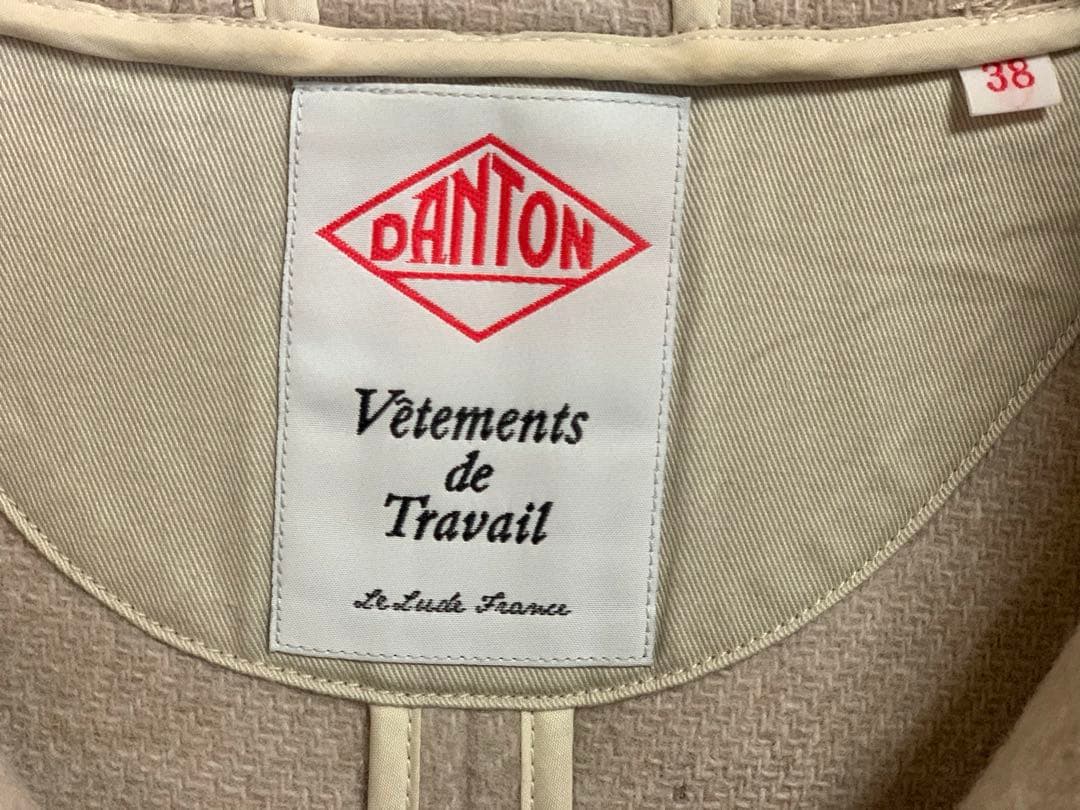 38
DANTON
Vêtements
de
Travail
Le Lude France